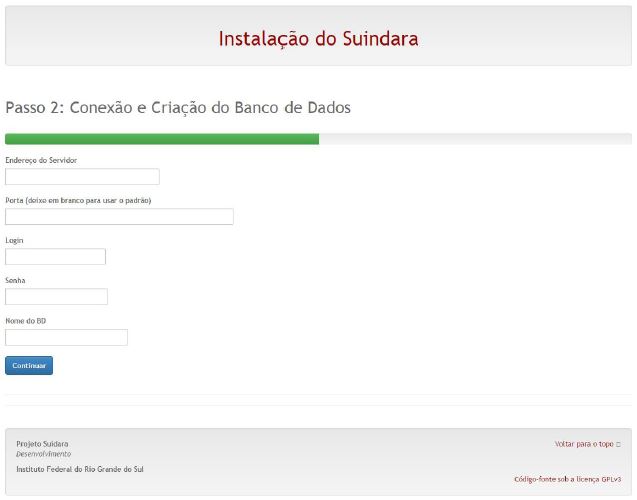 Instalação do Suindara
Passo 2: Conexão e Criação do Banco de Dados
Endereço do Servidor
Porta (deixe em branco para usar o padrão)
Login
Senha
Nome do BD
Continuar
Projeto Suidara
Voltar para o topo
Desenvolvimento
Instituto Federal do Rio Grande do Sul
Código-fonte sob a licença GPLv3